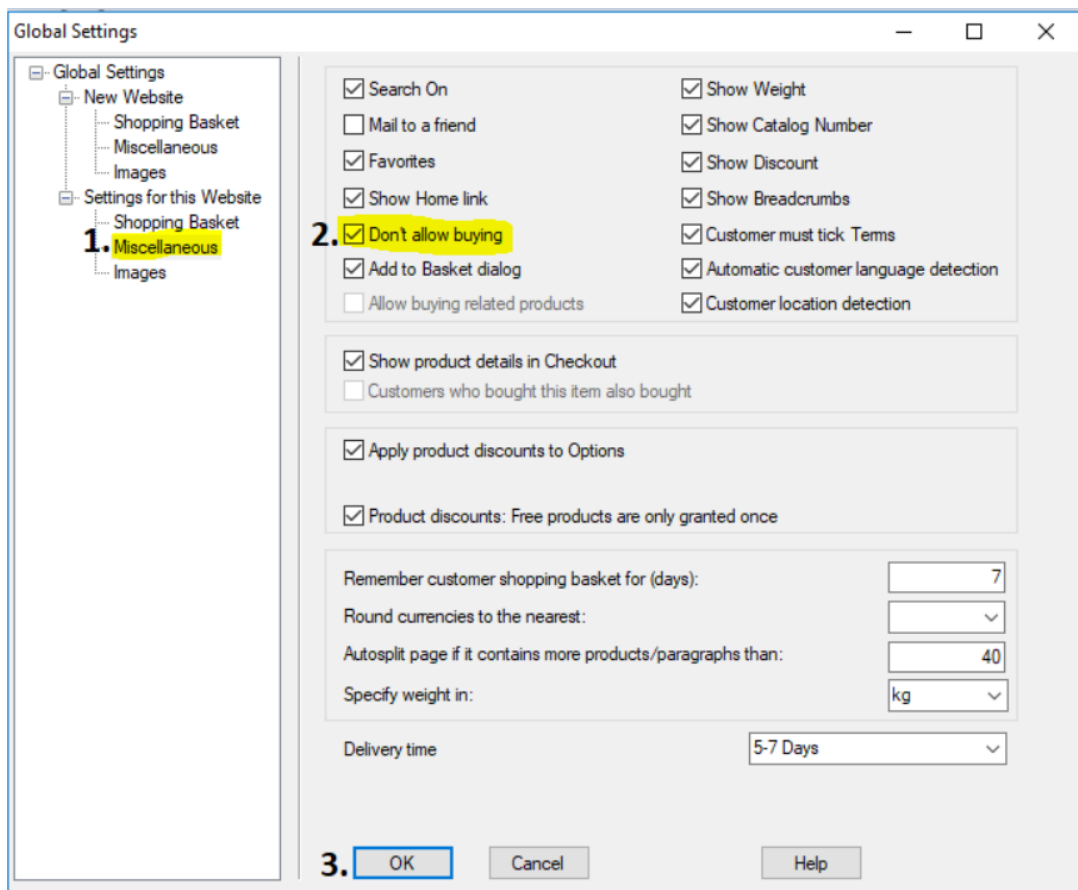 Global Settings
Global Settings
New Website
Shopping Basket
Miscellaneous
Images
Settings for this Website
Shopping Basket
1. Miscellaneous
Images
Search On
Mail to a friend
Favorites
Show Home link
2. Don't allow buying
Add to Basket dialog
Allow buying related products
Show Weight
Show Catalog Number
Show Discount
Show Breadcrumbs
Customer must tick Terms
Automatic customer language detection
Customer location detection
Show product details in Checkout
Customers who bought this item also bought
Apply product discounts to Options
Product discounts: Free products are only granted once
Remember customer shopping basket for (days): 7
Round currencies to the nearest:
Autosplit page if it contains more products/paragraphs than: 40
Specify weight in: kg
Delivery time 5-7 Days
3. OK Cancel Help